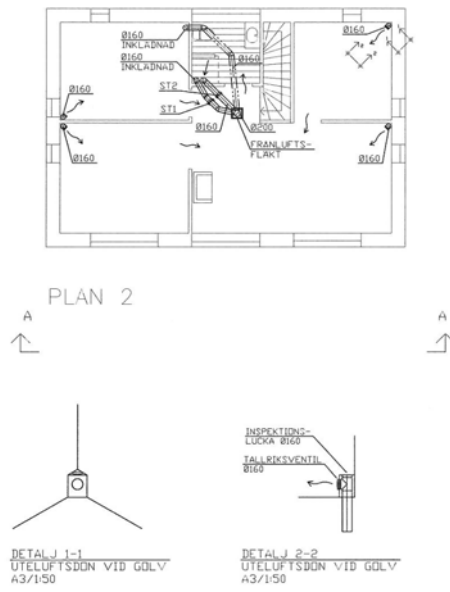 Ø160
INKLÄDNAD
Ø160
INKLÄDNAD
Ø160
Ø160
Ø160
ST2
ST1
Ø160
Ø200
FRÅNLUFTS-
FLÄKT
Ø160
Ø160
PLAN 2
A
A
INSPEKTIONS-
LUCKA Ø160
TALLRIKSVENTIL
Ø160
DETALJ 1-1
UTELUFTSDON VID GOLV
A3/1:50
DETALJ 2-2
UTELUFTSDON VID GOLV
A3/1:50